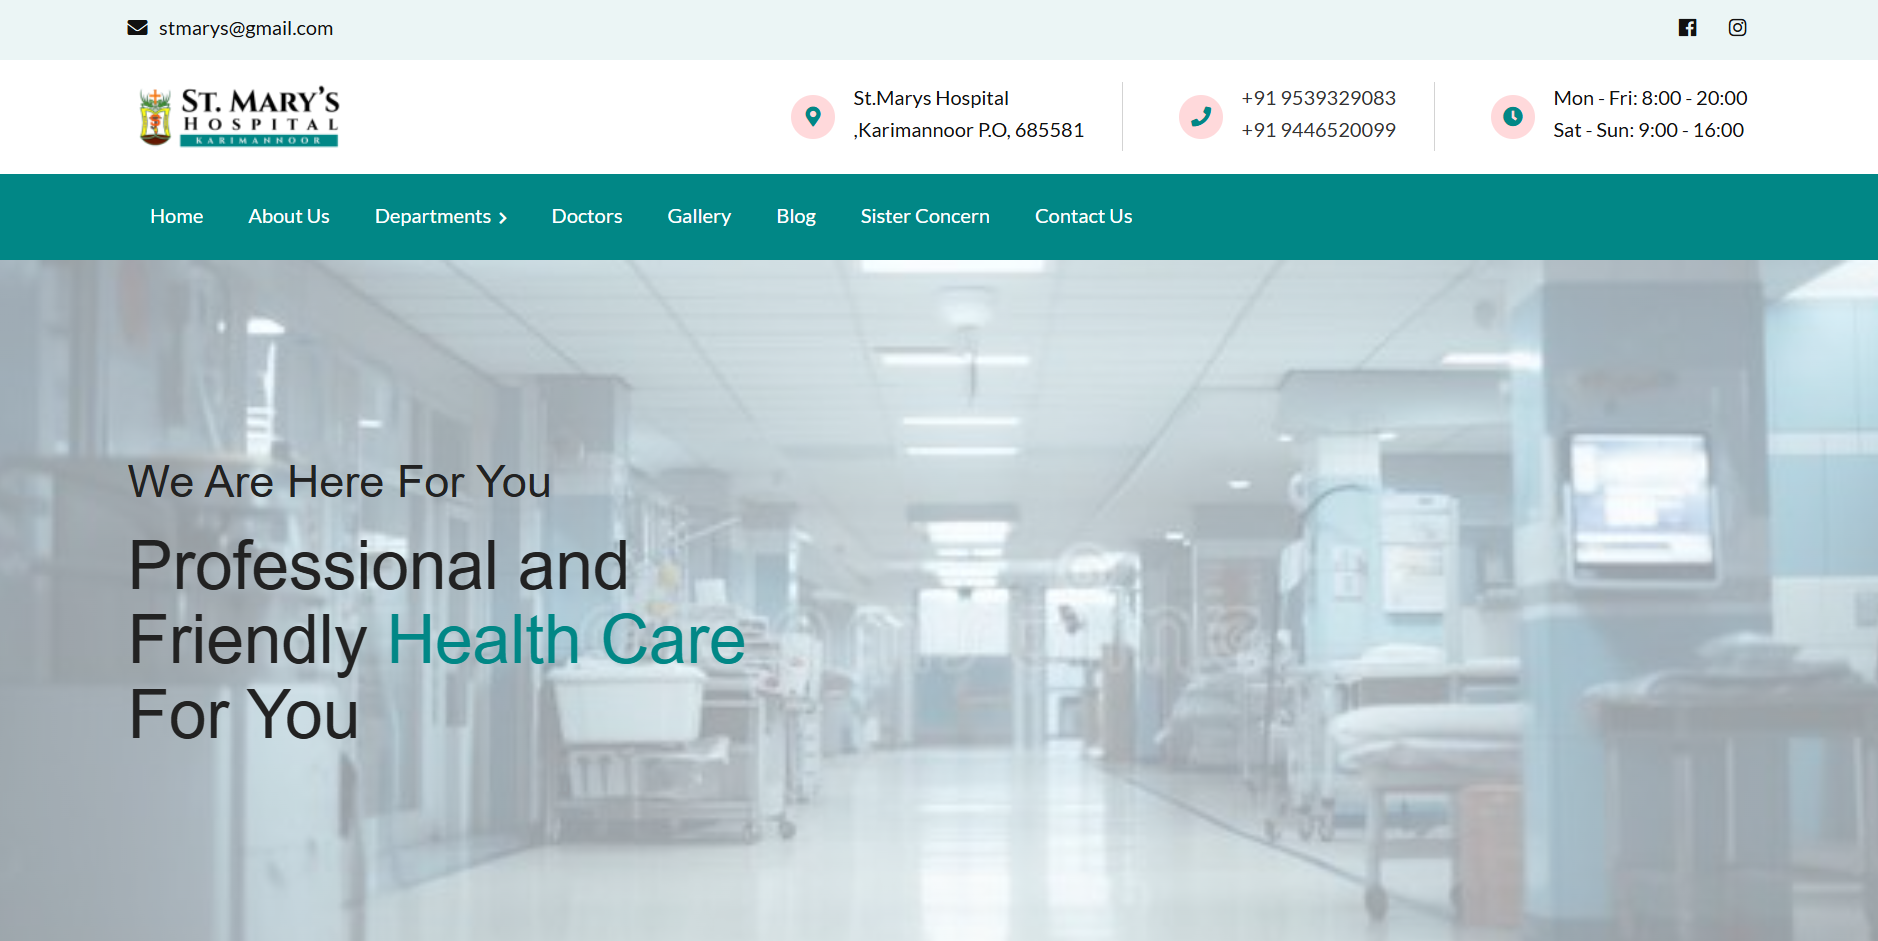 stmarys@gmail.com
ST. MARY'S
HOSPITAL
KARIMANNOOR
St.Marys Hospital
,Karimannoor P.O, 685581
+91 9539329083
+91 9446520099
Mon - Fri: 8:00 - 20:00
Sat - Sun: 9:00 - 16:00
Home About Us Departments Doctors Gallery Blog Sister Concern Contact Us
We Are Here For You
Professional and
Friendly Health Care
For You